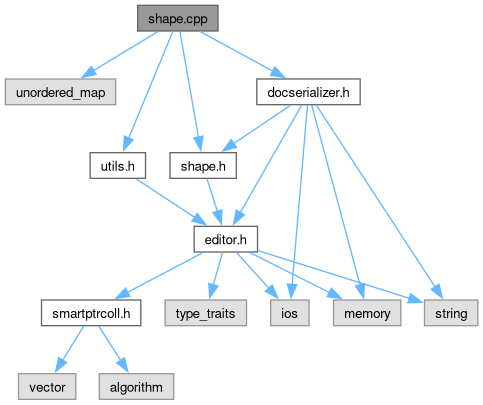 shape.cpp
unordered_map
docserializer.h
utils.h
shape.h
editor.h
smartptrcoll.h
type_traits
ios
memory
string
vector
algorithm